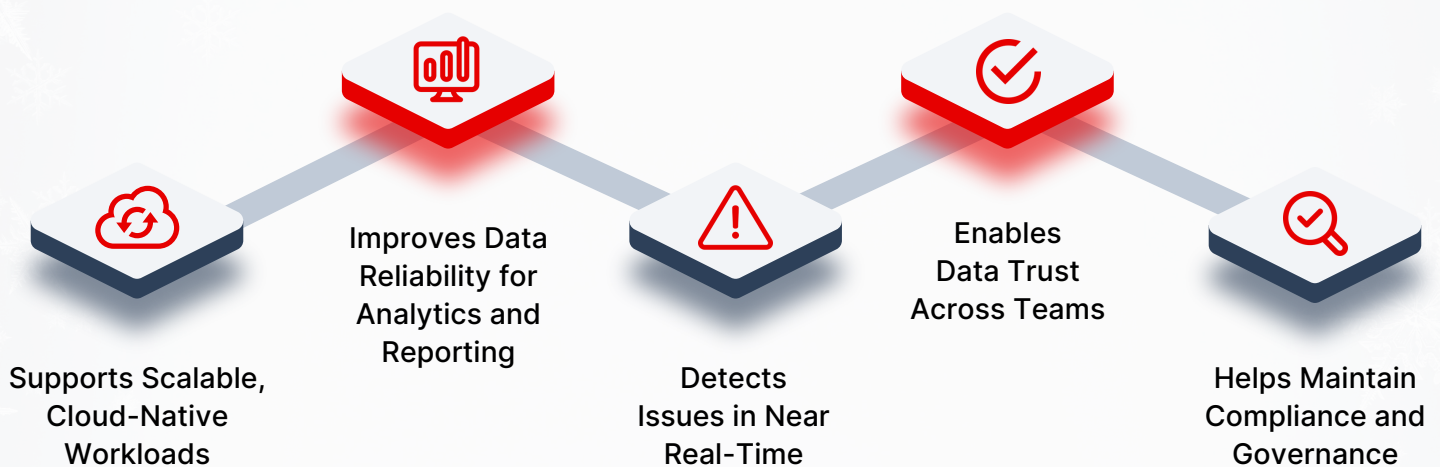 Supports Scalable,
Cloud-Native
Workloads
Improves Data
Reliability for
Analytics and
Reporting
Detects
Issues in Near
Real-Time
Enables
Data Trust
Across Teams
Helps Maintain
Compliance and
Governance